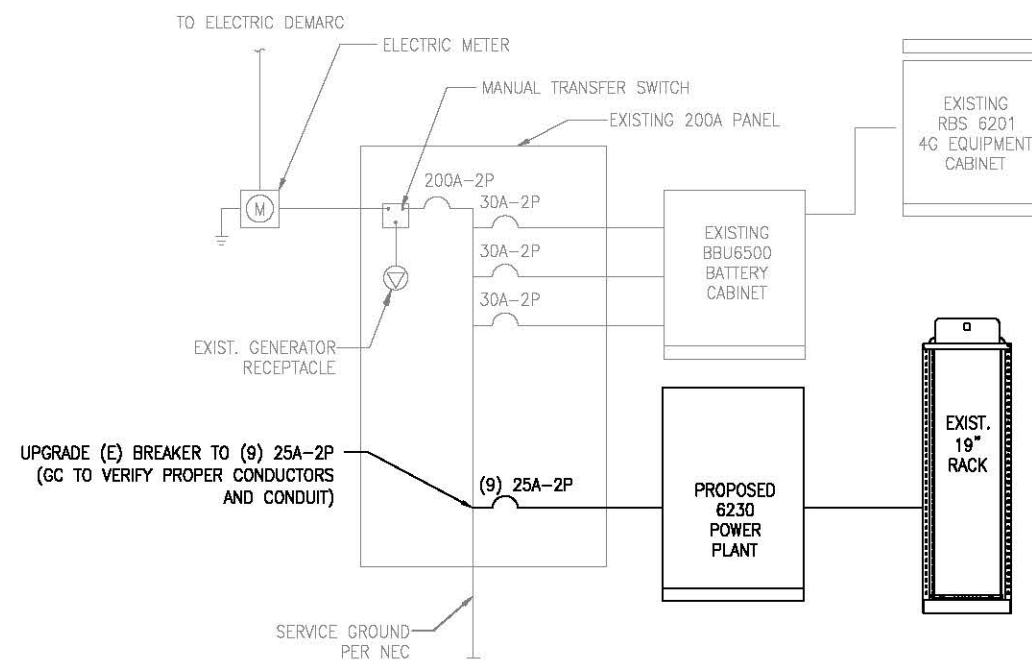 TO ELECTRIC DEMARC
ELECTRIC METER
MANUAL TRANSFER SWITCH
EXISTING 200A PANEL
200A-2P
30A-2P
30A-2P
30A-2P
M
EXISTING
RBS 6201
4G EQUIPMENT
CABINET
EXISTING
BBU6500
BATTERY
CABINET
EXIST. GENERATOR
RECEPTACLE
UPGRADE (E) BREAKER TO (9) 25A-2P
(GC TO VERIFY PROPER CONDUCTORS
AND CONDUIT)
(9) 25A-2P
PROPOSED
6230
POWER
PLANT
EXIST.
19"
RACK
SERVICE GROUND
PER NEC